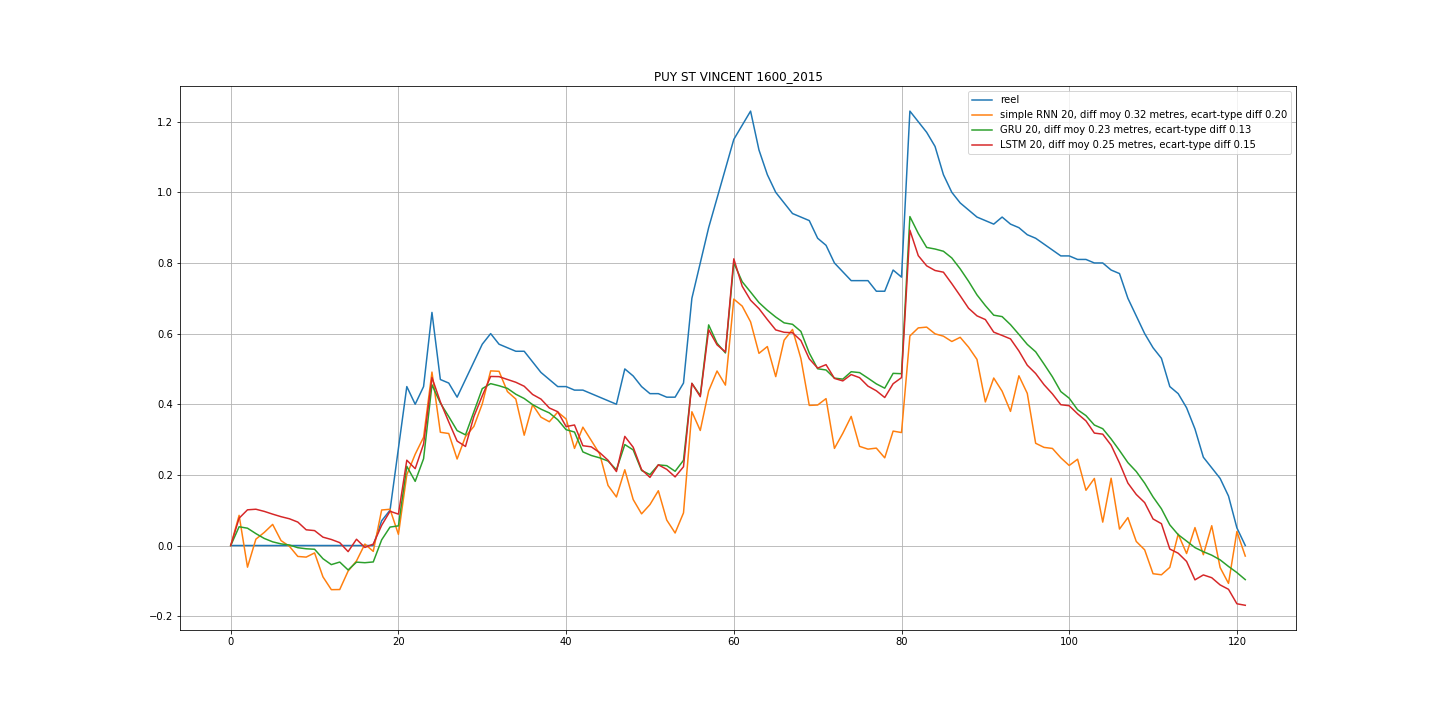 PUY ST VINCENT 1600_2015
reel
simple RNN 20, diff moy 0.32 metres, ecart-type diff 0.20
GRU 20, diff moy 0.23 metres, ecart-type diff 0.13
LSTM 20, diff moy 0.25 metres, ecart-type diff 0.15
1.2
1.0
0.8
0.6
0.4
0.2
0.0
−0.2
0 20 40 60 80 100 120